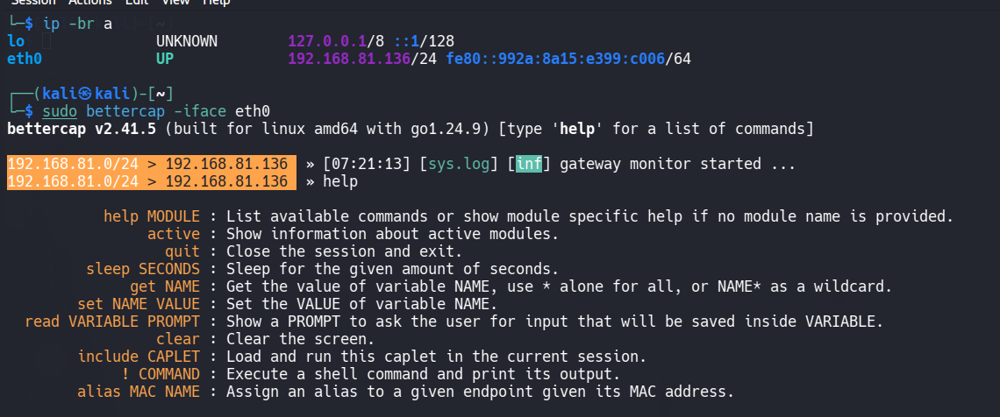 Session Actions Edit View Help
└─$ ip -br a
lo UNKNOWN 127.0.0.1/8 ::1/128
eth0 UP 192.168.81.136/24 fe80::992a:8a15:e399:c006/64
┌──(kali㉿kali)-[~]
└─$ sudo bettercap -iface eth0
bettercap v2.41.5 (built for linux amd64 with go1.24.9) [type 'help' for a list of commands]
192.168.81.0/24 > 192.168.81.136 » [07:21:13] [sys.log] [inf] gateway monitor started ...
192.168.81.0/24 > 192.168.81.136 » help
help MODULE : List available commands or show module specific help if no module name is provided.
active : Show information about active modules.
quit : Close the session and exit.
sleep SECONDS : Sleep for the given amount of seconds.
get NAME : Get the value of variable NAME, use * alone for all, or NAME* as a wildcard.
set NAME VALUE : Set the VALUE of variable NAME.
read VARIABLE PROMPT : Show a PROMPT to ask the user for input that will be saved inside VARIABLE.
clear : Clear the screen.
include CAPLET : Load and run this caplet in the current session.
! COMMAND : Execute a shell command and print its output.
alias MAC NAME : Assign an alias to a given endpoint given its MAC address.